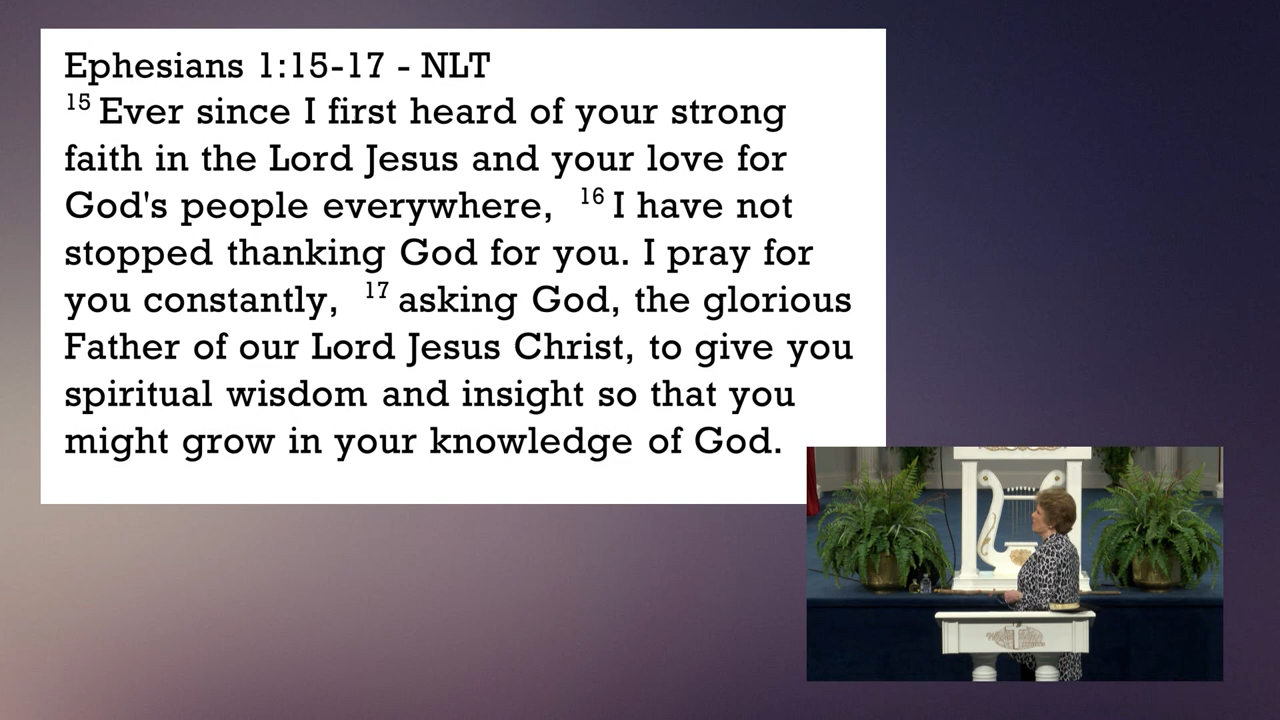 Ephesians 1:15-17 - NLT
15 Ever since I first heard of your strong
faith in the Lord Jesus and your love for
God's people everywhere, 16 I have not
stopped thanking God for you. I pray for
you constantly, 17 asking God, the glorious
Father of our Lord Jesus Christ, to give you
spiritual wisdom and insight so that you
might grow in your knowledge of God.